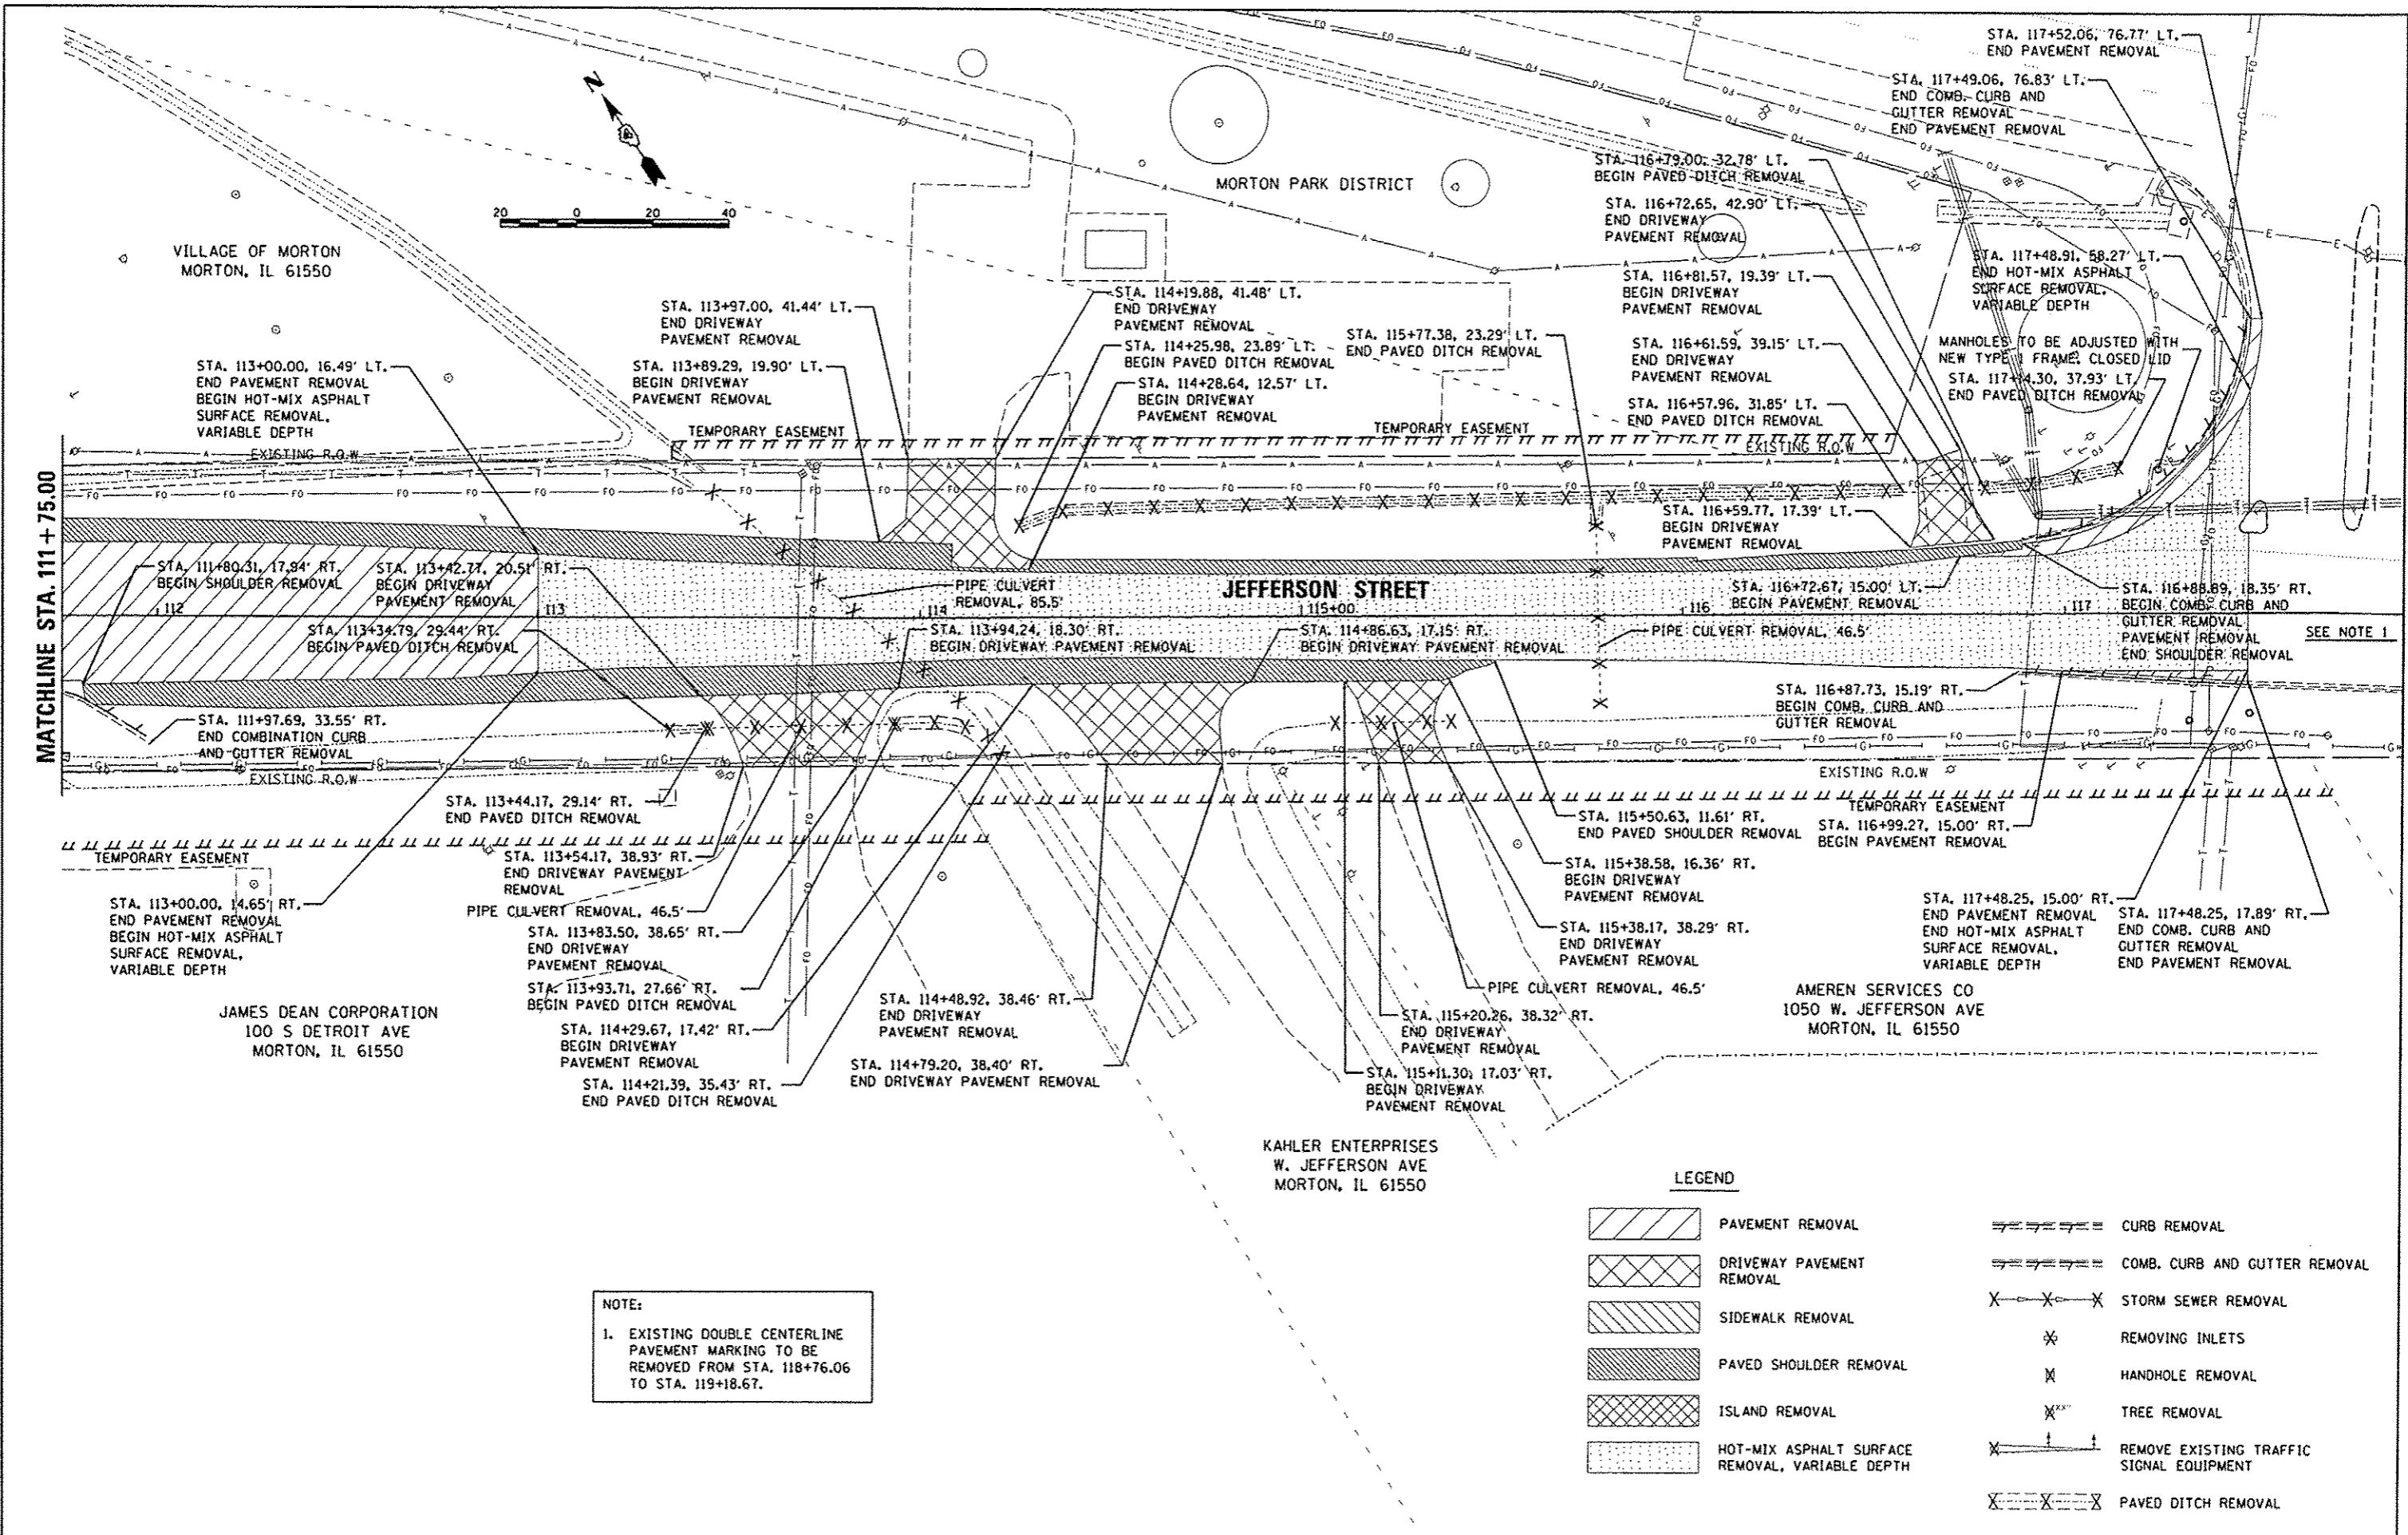 STA. 117+52.06, 76.77' LT.
END PAVEMENT REMOVAL
STA. 117+49.06, 76.83' LT.
END COMB. CURB AND
GUTTER REMOVAL
END PAVEMENT REMOVAL
N
20 0 20 40
VILLAGE OF MORTON
MORTON, IL 61550
MORTON PARK DISTRICT
STA. 116+79.00, 32.78' LT.
BEGIN PAVED DITCH REMOVAL
STA. 116+72.65, 42.90' LT.
END DRIVEWAY
PAVEMENT REMOVAL
STA. 116+81.57, 19.39' LT.
BEGIN DRIVEWAY
PAVEMENT REMOVAL
STA. 117+48.91, 58.27' LT.
END HOT-MIX ASPHALT
SURFACE REMOVAL,
VARIABLE DEPTH
STA. 113+97.00, 41.44' LT.
END DRIVEWAY
PAVEMENT REMOVAL
STA. 114+19.88, 41.48' LT.
END DRIVEWAY
PAVEMENT REMOVAL
STA. 113+00.00, 16.49' LT.
END PAVEMENT REMOVAL
BEGIN HOT-MIX ASPHALT
SURFACE REMOVAL,
VARIABLE DEPTH
STA. 113+89.29, 19.90' LT.
BEGIN DRIVEWAY
PAVEMENT REMOVAL
STA. 114+25.98, 23.89' LT.
BEGIN PAVED DITCH REMOVAL
STA. 114+28.64, 12.57' LT.
BEGIN DRIVEWAY
PAVEMENT REMOVAL
STA. 115+77.38, 23.29' LT.
END PAVED DITCH REMOVAL
STA. 116+61.59, 39.15' LT.
END DRIVEWAY
PAVEMENT REMOVAL
STA. 116+57.96, 31.85' LT.
END PAVED DITCH REMOVAL
MANHOLES TO BE ADJUSTED WITH
NEW TYPE 1 FRAME, CLOSED LID
STA. 117+14.30, 37.93' LT.
END PAVED DITCH REMOVAL
TEMPORARY EASEMENT
TEMPORARY EASEMENT
EXISTING R.O.W
EXISTING R.O.W
MATCHLINE STA. 111+75.00
STA. 116+59.77, 17.39' LT.
BEGIN DRIVEWAY
PAVEMENT REMOVAL
STA. 111+80.31, 17.94' RT.
BEGIN SHOULDER REMOVAL
STA. 113+42.77, 20.51' RT.
BEGIN DRIVEWAY
PAVEMENT REMOVAL
PIPE CULVERT
REMOVAL, 85.5'
JEFFERSON STREET
STA. 116+72.67, 15.00' LT.
BEGIN PAVEMENT REMOVAL
STA. 116+88.89, 18.35' RT.
BEGIN COMB. CURB AND
GUTTER REMOVAL
PAVEMENT REMOVAL
END SHOULDER REMOVAL
SEE NOTE 1
112 113 114 115+00 116 117
STA. 113+34.79, 29.44' RT.
BEGIN PAVED DITCH REMOVAL
STA. 113+94.24, 18.30' RT.
BEGIN DRIVEWAY PAVEMENT REMOVAL
STA. 114+86.63, 17.15' RT.
BEGIN DRIVEWAY PAVEMENT REMOVAL
PIPE CULVERT REMOVAL, 46.5'
STA. 111+97.69, 33.55' RT.
END COMBINATION CURB
AND GUTTER REMOVAL
EXISTING R.O.W
STA. 116+87.73, 15.19' RT.
BEGIN COMB. CURB AND
GUTTER REMOVAL
EXISTING R.O.W
STA. 113+44.17, 29.14' RT.
END PAVED DITCH REMOVAL
TEMPORARY EASEMENT
STA. 115+50.63, 11.61' RT.
END PAVED SHOULDER REMOVAL
STA. 116+99.27, 15.00' RT.
BEGIN PAVEMENT REMOVAL
TEMPORARY EASEMENT
STA. 113+54.17, 38.93' RT.
END DRIVEWAY PAVEMENT
REMOVAL
STA. 115+38.58, 16.36' RT.
BEGIN DRIVEWAY
PAVEMENT REMOVAL
STA. 113+00.00, 14.65' RT.
END PAVEMENT REMOVAL
BEGIN HOT-MIX ASPHALT
SURFACE REMOVAL,
VARIABLE DEPTH
PIPE CULVERT REMOVAL, 46.5'
STA. 113+83.50, 38.65' RT.
END DRIVEWAY
PAVEMENT REMOVAL
STA. 115+38.17, 38.29' RT.
END DRIVEWAY
PAVEMENT REMOVAL
STA. 117+48.25, 15.00' RT.
END PAVEMENT REMOVAL
END HOT-MIX ASPHALT
SURFACE REMOVAL,
VARIABLE DEPTH
STA. 117+48.25, 17.89' RT.
END COMB. CURB AND
GUTTER REMOVAL
END PAVEMENT REMOVAL
STA. 113+93.71, 27.66' RT.
BEGIN PAVED DITCH REMOVAL
STA. 114+48.92, 38.46' RT.
END DRIVEWAY
PAVEMENT REMOVAL
PIPE CULVERT REMOVAL, 46.5'
JAMES DEAN CORPORATION
100 S DETROIT AVE
MORTON, IL 61550
STA. 114+29.67, 17.42' RT.
BEGIN DRIVEWAY
PAVEMENT REMOVAL
STA. 115+20.26, 38.32' RT.
END DRIVEWAY
PAVEMENT REMOVAL
AMEREN SERVICES CO
1050 W. JEFFERSON AVE
MORTON, IL 61550
STA. 114+21.39, 35.43' RT.
END PAVED DITCH REMOVAL
STA. 114+79.20, 38.40' RT.
END DRIVEWAY PAVEMENT REMOVAL
STA. 115+11.30, 17.03' RT.
BEGIN DRIVEWAY
PAVEMENT REMOVAL
KAHLER ENTERPRISES
W. JEFFERSON AVE
MORTON, IL 61550
NOTE:
1. EXISTING DOUBLE CENTERLINE
PAVEMENT MARKING TO BE
REMOVED FROM STA. 118+76.06
TO STA. 119+18.67.
LEGEND
PAVEMENT REMOVAL
DRIVEWAY PAVEMENT
REMOVAL
SIDEWALK REMOVAL
PAVED SHOULDER REMOVAL
ISLAND REMOVAL
HOT-MIX ASPHALT SURFACE
REMOVAL, VARIABLE DEPTH
CURB REMOVAL
COMB. CURB AND GUTTER REMOVAL
STORM SEWER REMOVAL
REMOVING INLETS
HANDHOLE REMOVAL
TREE REMOVAL
REMOVE EXISTING TRAFFIC
SIGNAL EQUIPMENT
PAVED DITCH REMOVAL